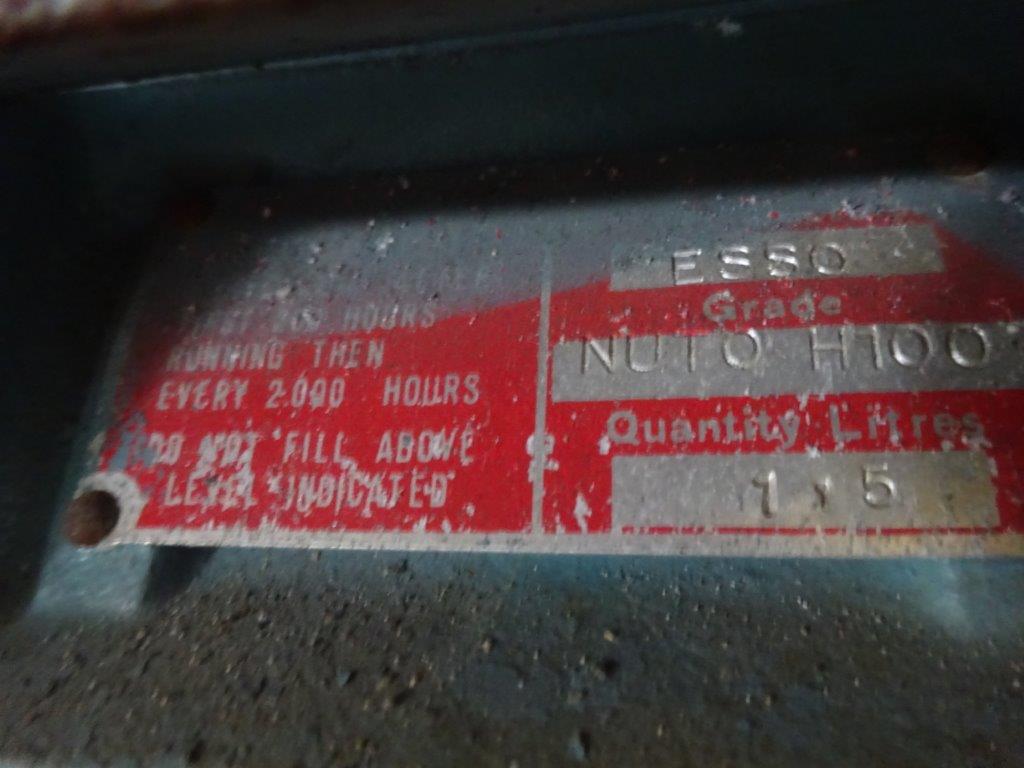 HOURS
RUNNING THEN
EVERY 2.000 HOURS
DO NOT FILL ABOVE
LEVEL INDICATED
ESSO
Grade
NUTO H100
Quantity Litres
1.5